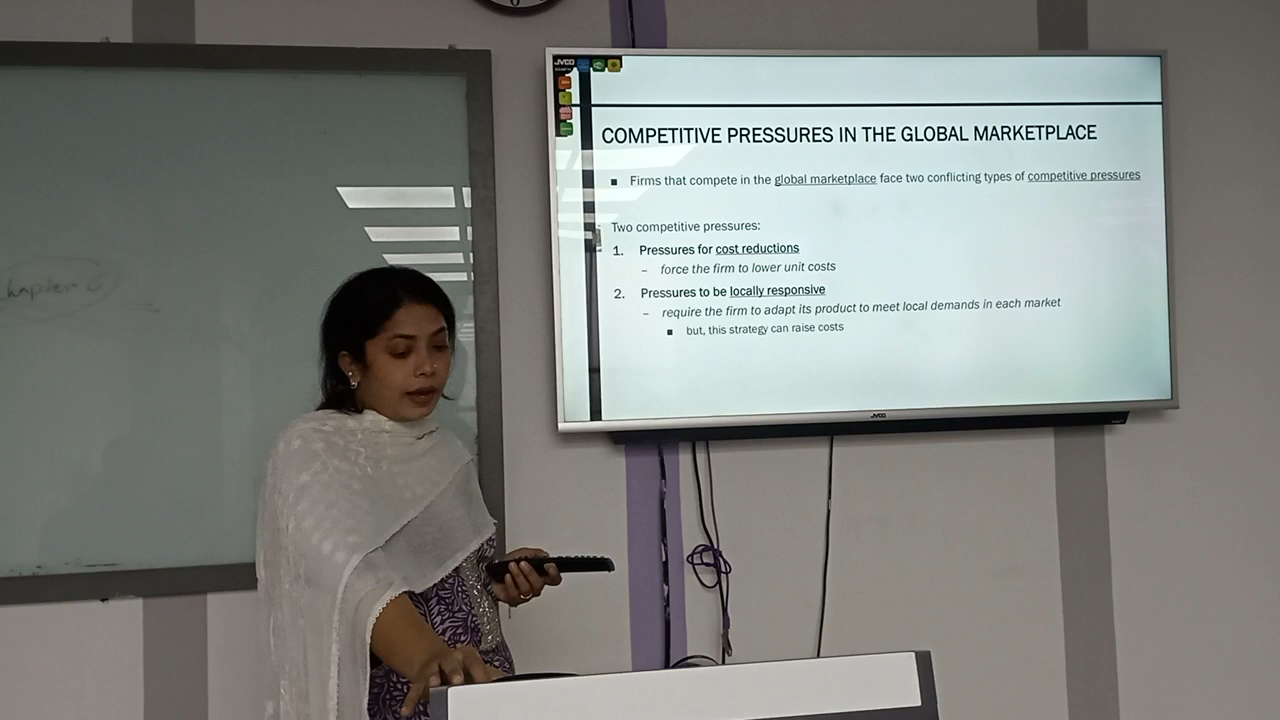 JVCO
COMPETITIVE PRESSURES IN THE GLOBAL MARKETPLACE
■ Firms that compete in the global marketplace face two conflicting types of competitive pressures
Two competitive pressures:
1. Pressures for cost reductions
– force the firm to lower unit costs
2. Pressures to be locally responsive
– require the firm to adapt its product to meet local demands in each market
■ but, this strategy can raise costs
JVCO
6